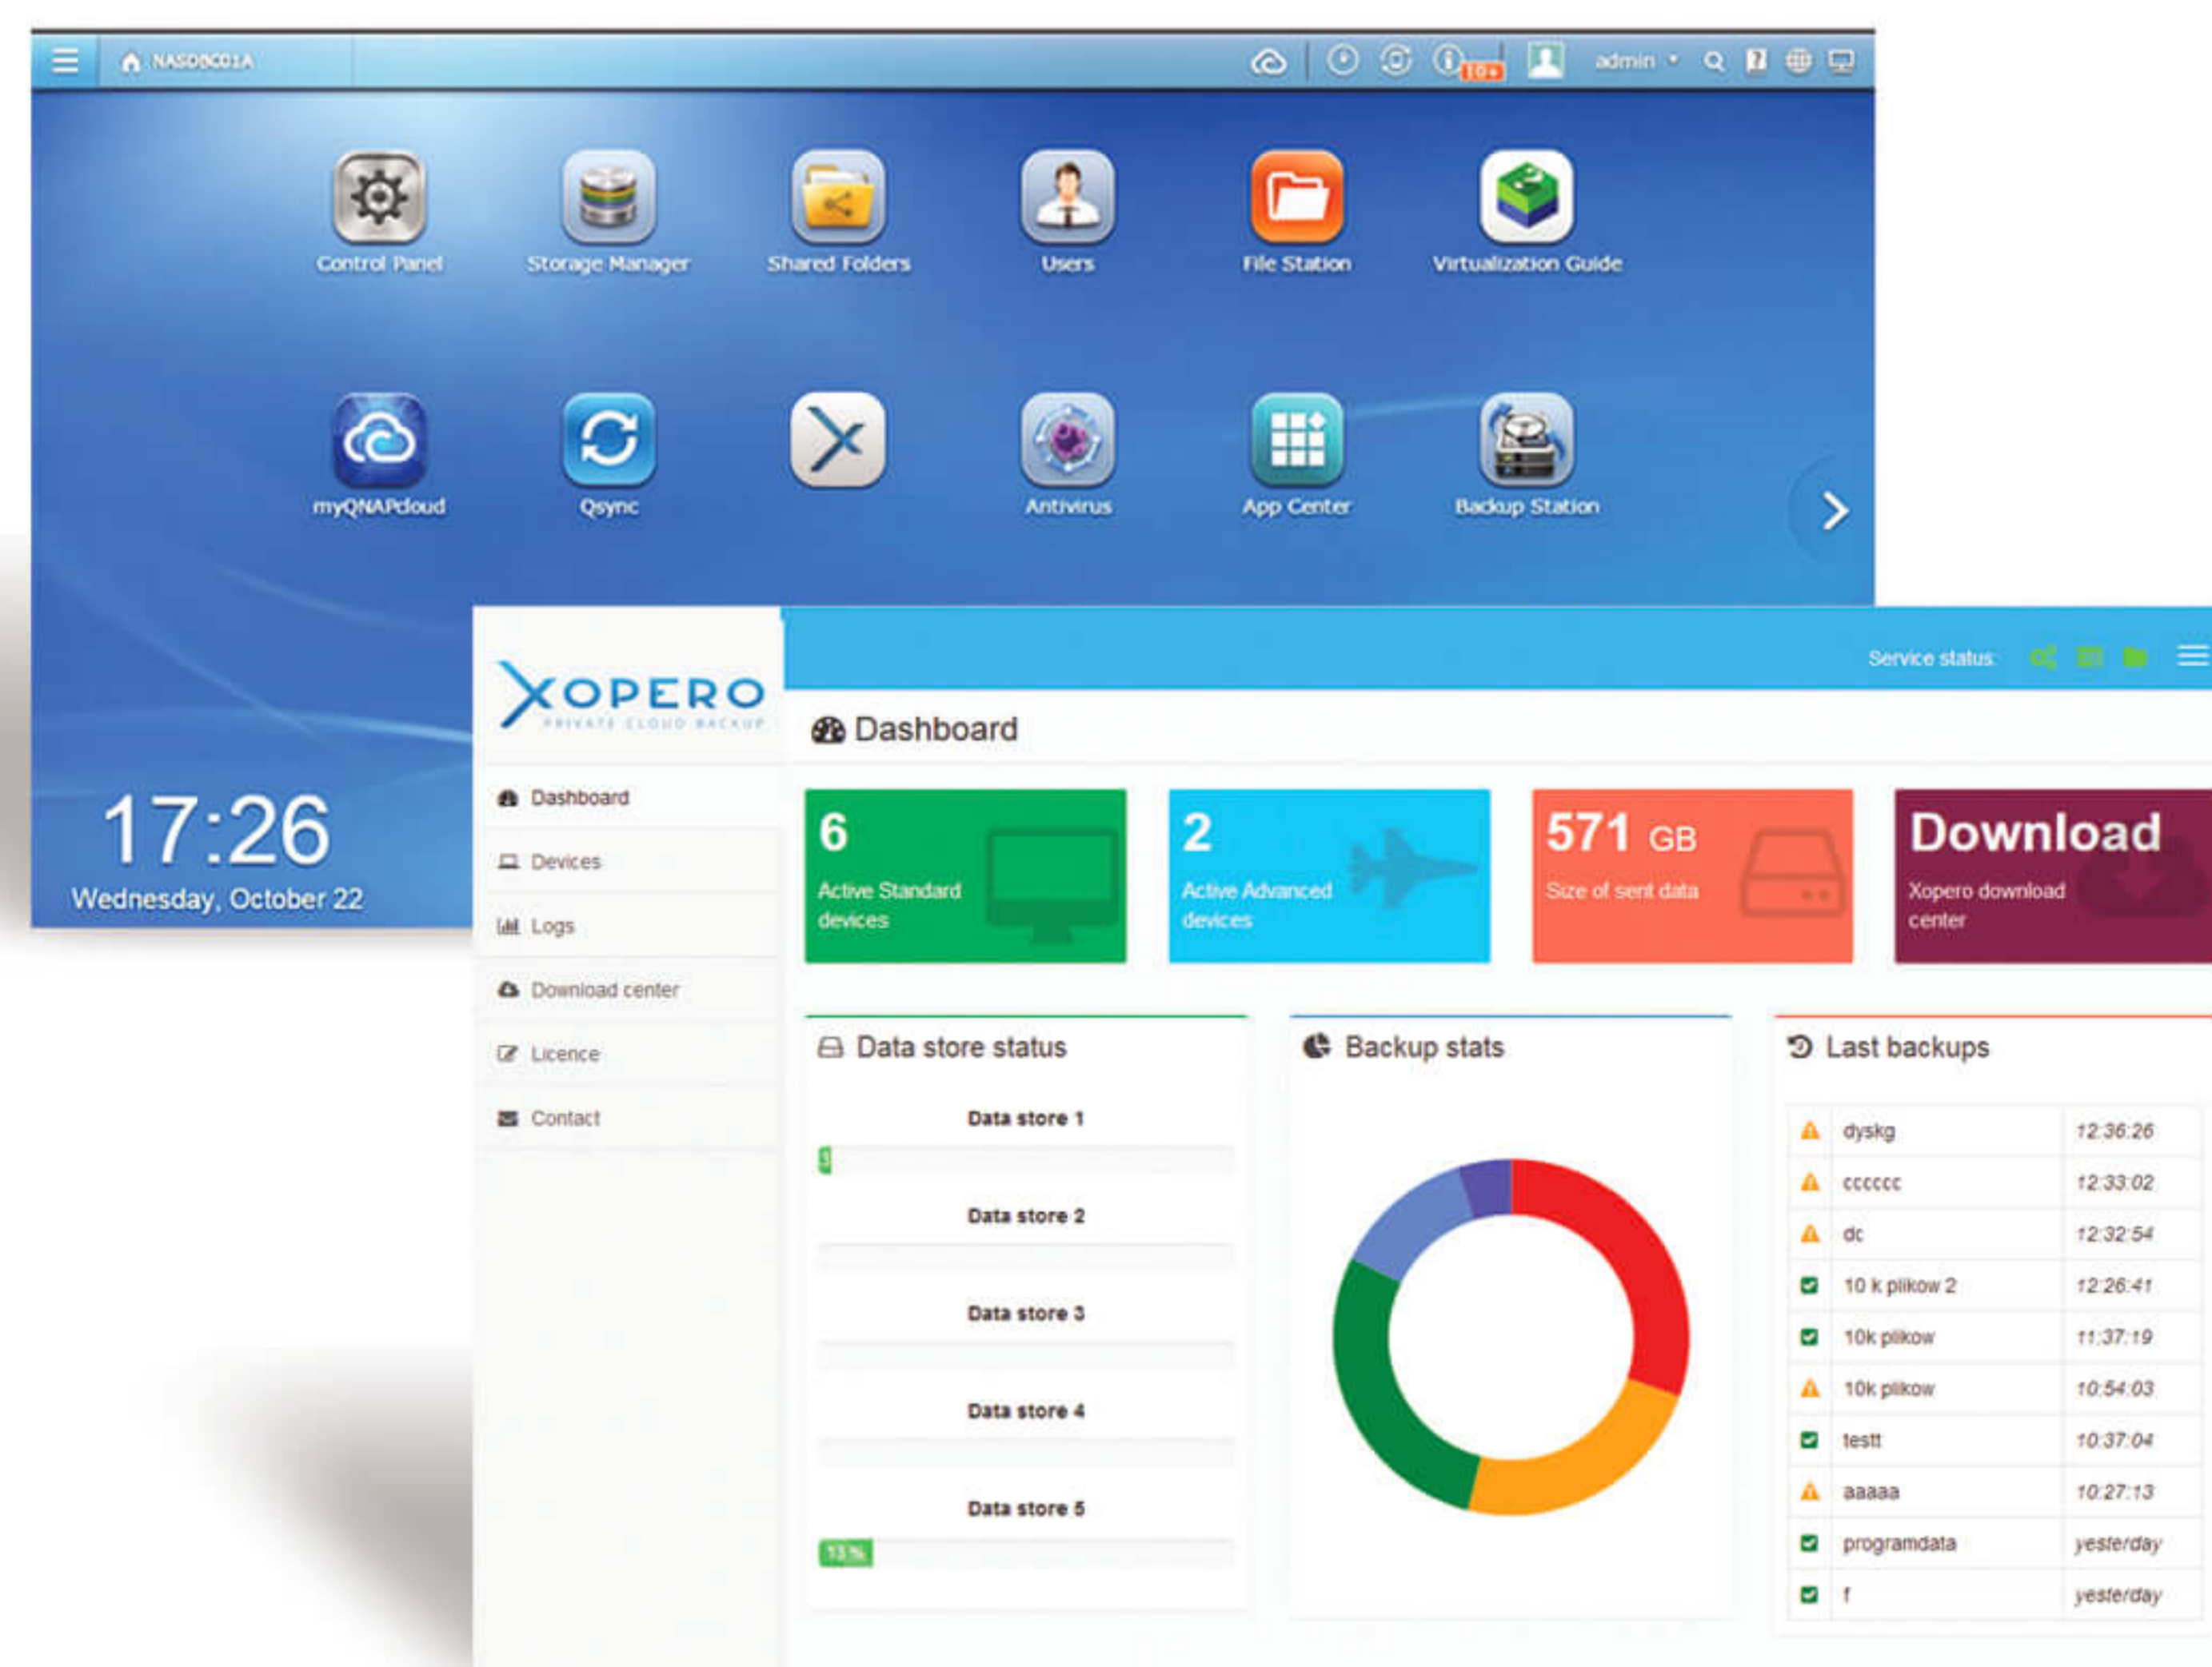 NASD8C01A
10+
admin
Control Panel
Storage Manager
Shared Folders
Users
File Station
Virtualization Guide
myQNAPcloud
Qsync
Antivirus
App Center
Backup Station
17:26
Wednesday, October 22
XOPERO
PRIVATE CLOUD BACKUP
Service status:
Dashboard
Dashboard
Devices
Logs
Download center
Licence
Contact
6
Active Standard
devices
2
Active Advanced
devices
571 GB
Size of sent data
Download
Xopero download
center
Data store status
Data store 1
3
Data store 2
Data store 3
Data store 4
Data store 5
13 %
Backup stats
Last backups
dyskg 12:36:26
cccccc 12:33:02
dc 12:32:54
10 k plikow 2 12:26:41
10k plikow 11:37:19
10k plikow 10:54:03
testt 10:37:04
aaaaa 10:27:13
programdata yesterday
f yesterday